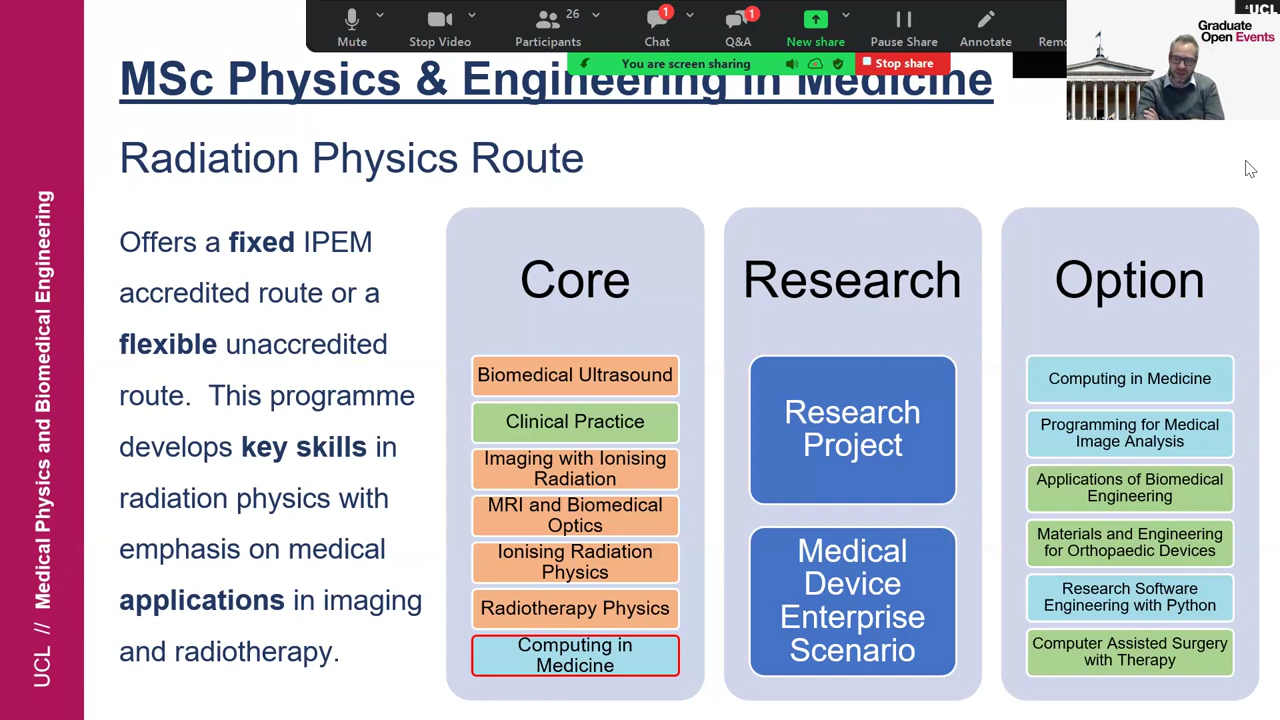 Mute
Stop Video
26
Participants
1
Chat
1
Q&A
New share
Pause Share
Annotate
You are screen sharing
Stop share
UCL
Graduate
Open Events
MSc Physics & Engineering in Medicine
Radiation Physics Route
UCL // Medical Physics and Biomedical Engineering
Offers a fixed IPEM
accredited route or a
flexible unaccredited
route. This programme
develops key skills in
radiation physics with
emphasis on medical
applications in imaging
and radiotherapy.
Core
Biomedical Ultrasound
Clinical Practice
Imaging with Ionising
Radiation
MRI and Biomedical
Optics
Ionising Radiation
Physics
Radiotherapy Physics
Computing in
Medicine
Research
Research
Project
Medical
Device
Enterprise
Scenario
Option
Computing in Medicine
Programming for Medical
Image Analysis
Applications of Biomedical
Engineering
Materials and Engineering
for Orthopaedic Devices
Research Software
Engineering with Python
Computer Assisted Surgery
with Therapy